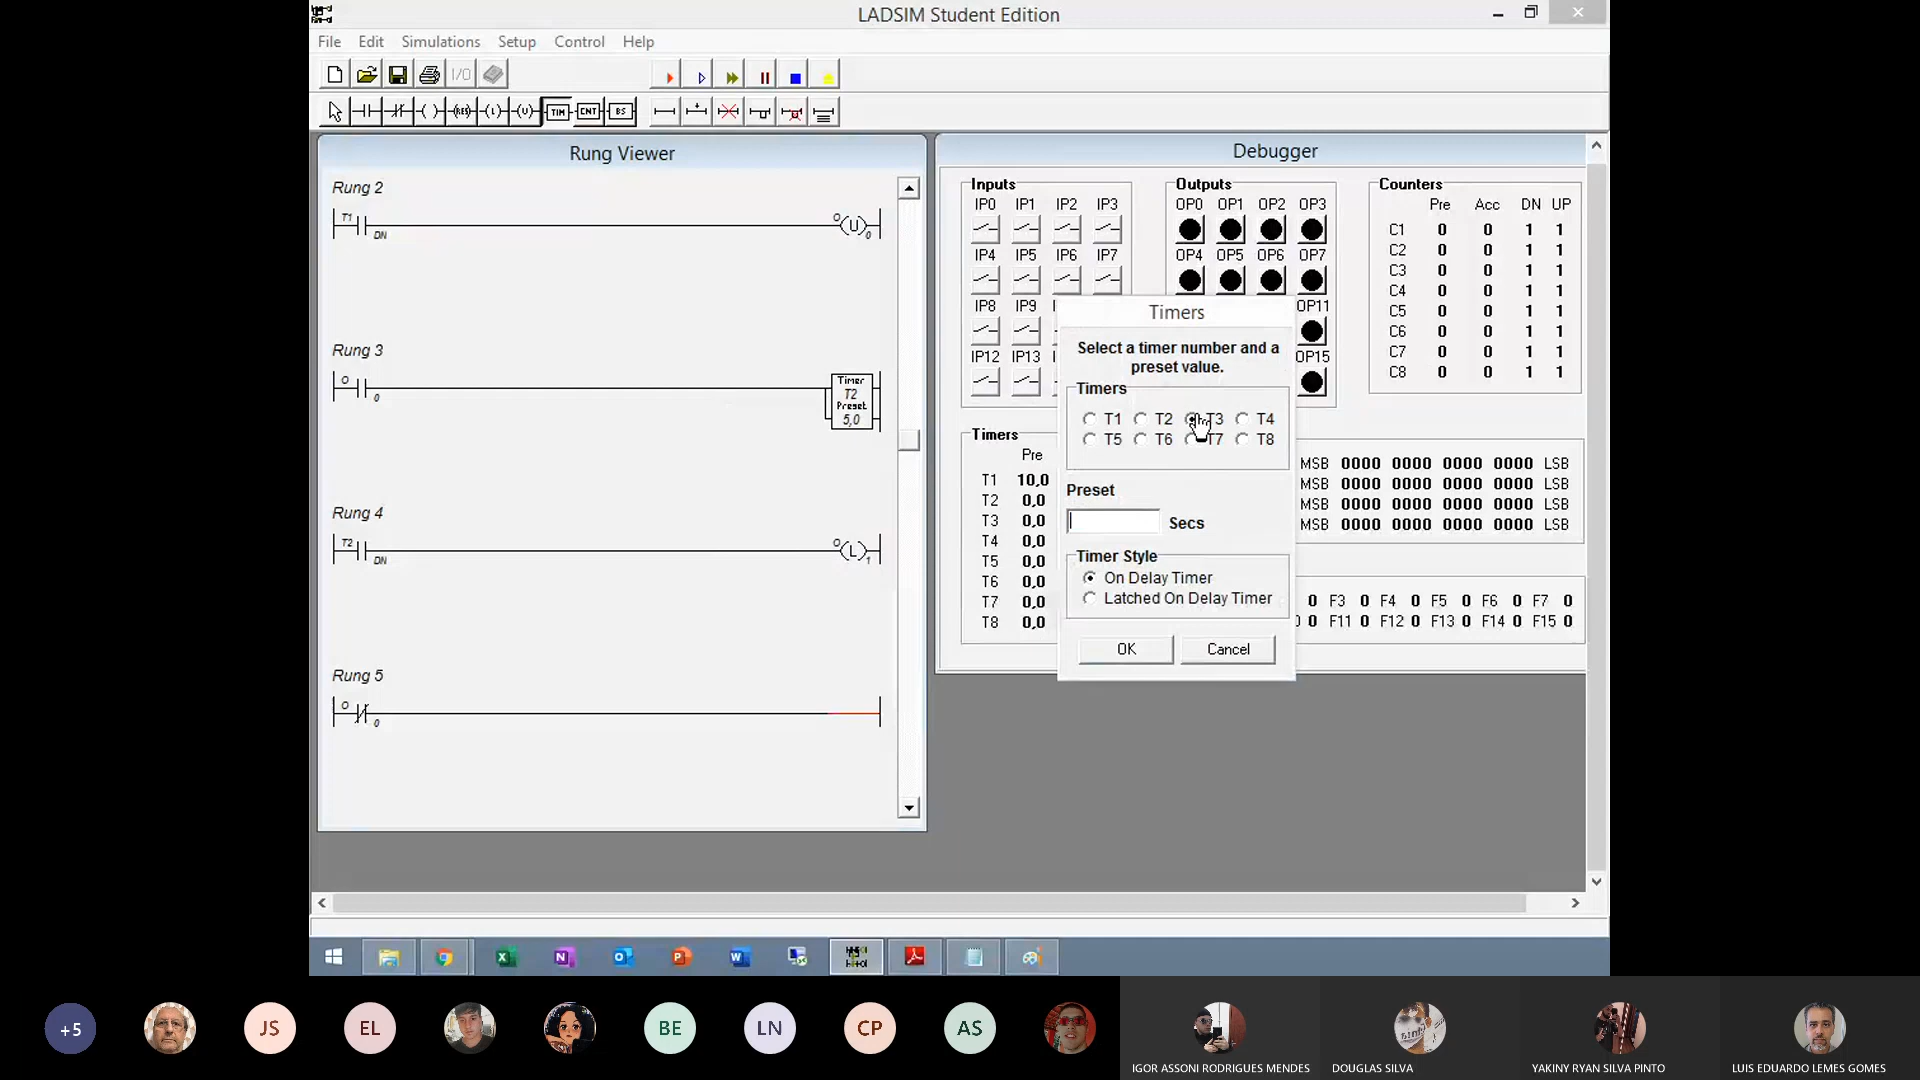 LADSIM Student Edition
File Edit Simulations Setup Control Help
I/O
(RES) (L) (U) TIM CNT BS
Rung Viewer
Rung 2
T1
DN
O
U
0
Rung 3
O
0
Timer
T2
Preset
5,0
Rung 4
T2
DN
O
L
1
Rung 5
O
0
Debugger
Inputs
IP0 IP1 IP2 IP3
IP4 IP5 IP6 IP7
IP8 IP9
IP12 IP13
Outputs
OP0 OP1 OP2 OP3
OP4 OP5 OP6 OP7
OP11
OP15
Counters
Pre Acc DN UP
C1 0 0 1 1
C2 0 0 1 1
C3 0 0 1 1
C4 0 0 1 1
C5 0 0 1 1
C6 0 0 1 1
C7 0 0 1 1
C8 0 0 1 1
Timers
Pre
T1 10,0
T2 0,0
T3 0,0
T4 0,0
T5 0,0
T6 0,0
T7 0,0
T8 0,0
MSB 0000 0000 0000 0000 LSB
MSB 0000 0000 0000 0000 LSB
MSB 0000 0000 0000 0000 LSB
MSB 0000 0000 0000 0000 LSB
0 F3 0 F4 0 F5 0 F6 0 F7 0
0 F11 0 F12 0 F13 0 F14 0 F15 0
Timers
Select a timer number and a
preset value.
Timers
T1 T2 T3 T4
T5 T6 T7 T8
Preset
Secs
Timer Style
On Delay Timer
Latched On Delay Timer
OK Cancel
+5 JS EL BE LN CP AS
IGOR ASSONI RODRIGUES MENDES
DOUGLAS SILVA
YAKINY RYAN SILVA PINTO
LUIS EDUARDO LEMES GOMES